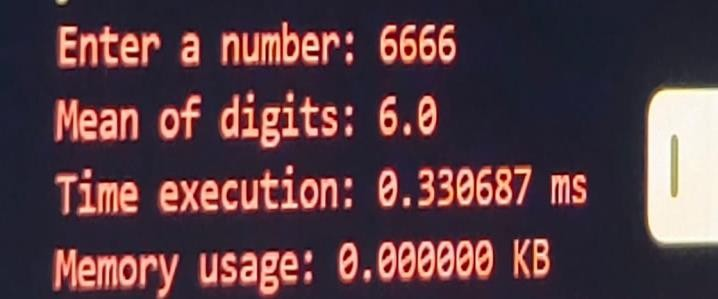 Enter a number: 6666
Mean of digits: 6.0
Time execution: 0.330687 ms
Memory usage: 0.000000 KB